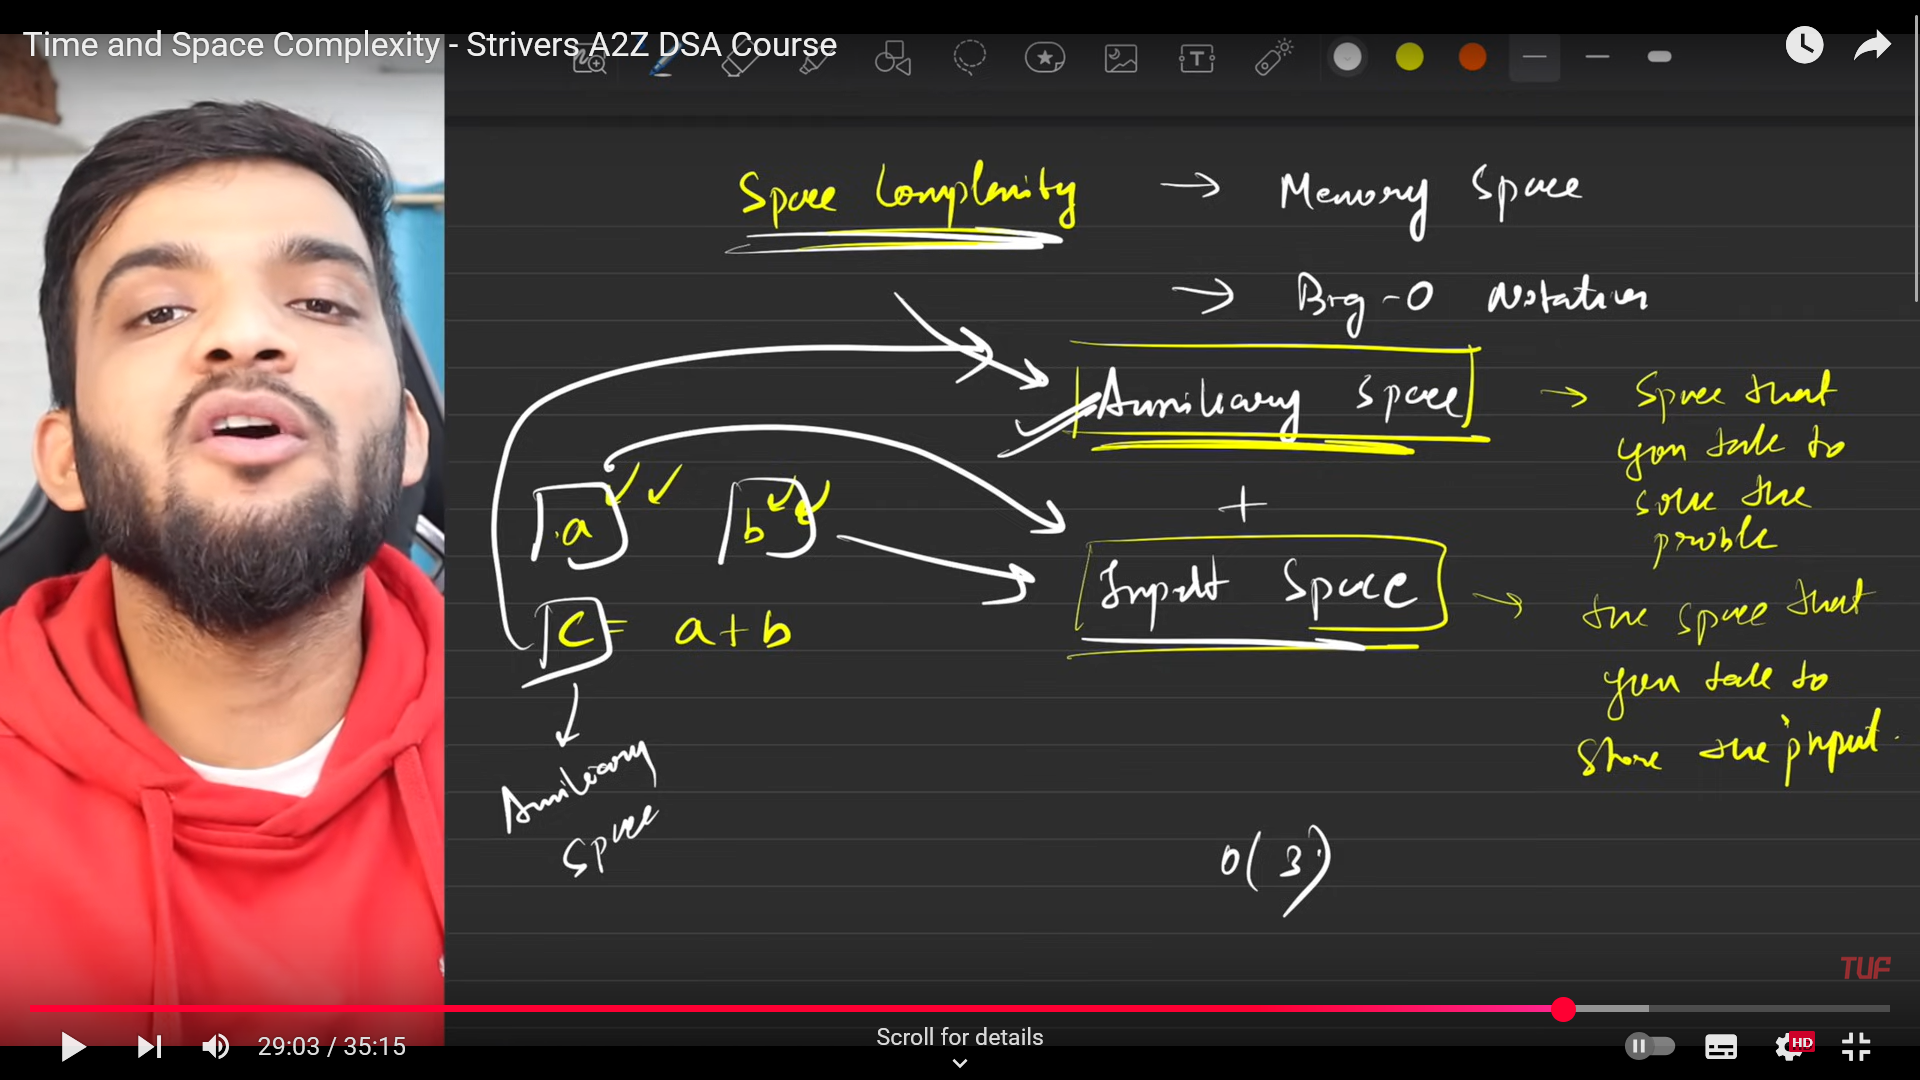 Time and Space Complexity - Strivers A2Z DSA Course
Space Complexity → Memory Space
→ Big-O Notation
Auxiliary Space → Space that
you take to
solve the
proble
a b
+
Input Space → the space that
you take to
store the input.
c = a + b
Auxiliary
Space
O(3)
TUF
29:03 / 35:15
Scroll for details
HD